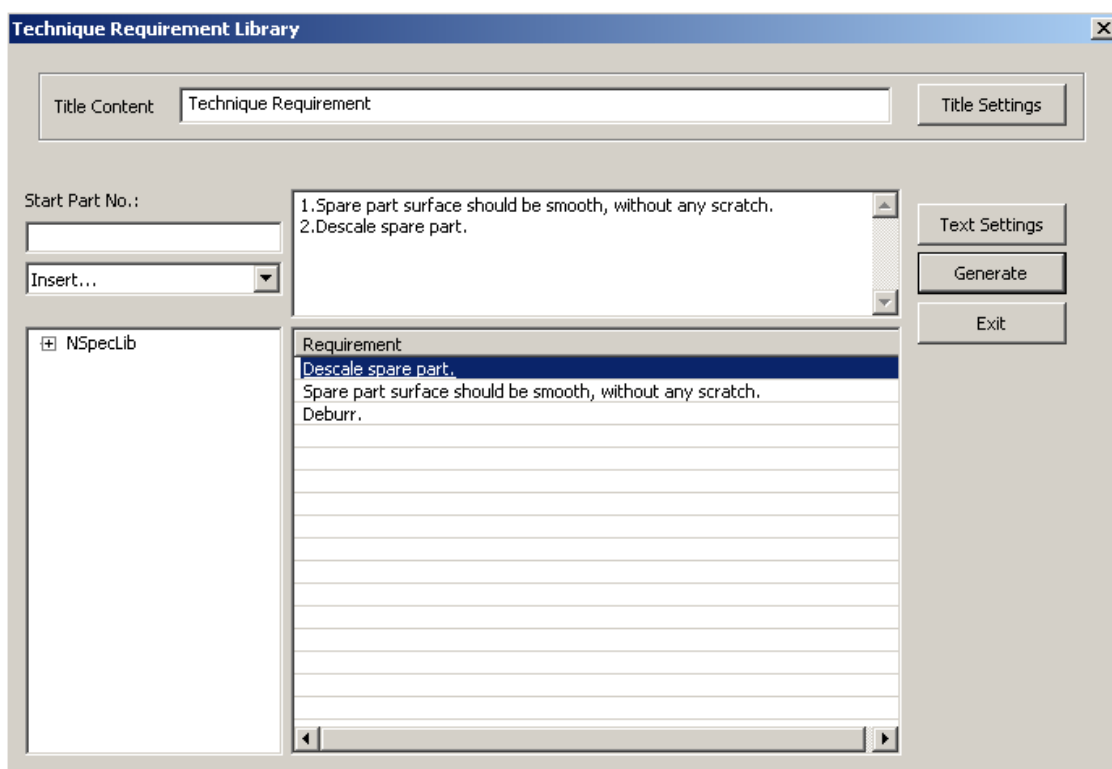 Technique Requirement Library
Title Content
Technique Requirement
Title Settings
Start Part No.:
Insert...
1.Spare part surface should be smooth, without any scratch.
2.Descale spare part.
Text Settings
Generate
Exit
NSpecLib
Requirement
Descale spare part.
Spare part surface should be smooth, without any scratch.
Deburr.